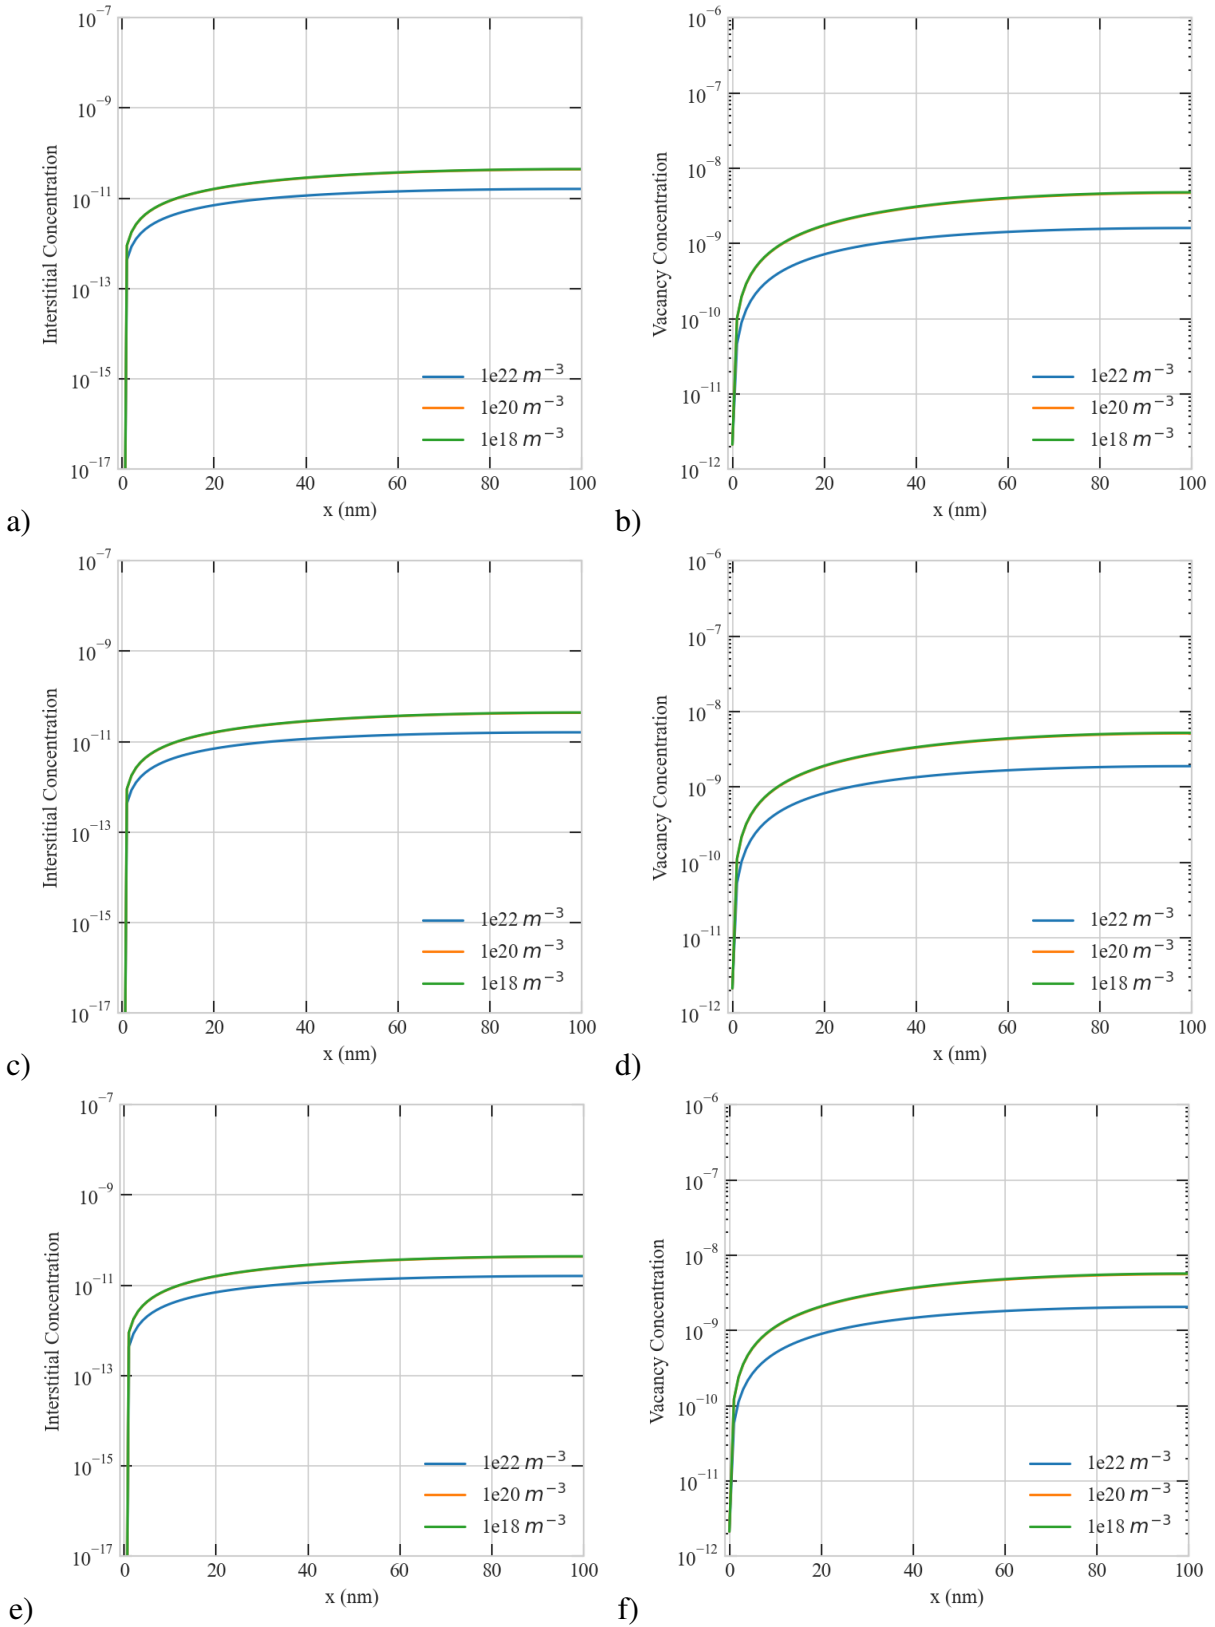 10⁻⁷
10⁻⁹
10⁻¹¹
10⁻¹³
10⁻¹⁵
10⁻¹⁷
Interstitial Concentration
1e22 m⁻³
1e20 m⁻³
1e18 m⁻³
0 20 40 60 80 100
x (nm)
a)
10⁻⁶
10⁻⁷
10⁻⁸
10⁻⁹
10⁻¹⁰
10⁻¹¹
10⁻¹²
Vacancy Concentration
1e22 m⁻³
1e20 m⁻³
1e18 m⁻³
0 20 40 60 80 100
x (nm)
b)
10⁻⁷
10⁻⁹
10⁻¹¹
10⁻¹³
10⁻¹⁵
10⁻¹⁷
Interstitial Concentration
1e22 m⁻³
1e20 m⁻³
1e18 m⁻³
0 20 40 60 80 100
x (nm)
c)
10⁻⁶
10⁻⁷
10⁻⁸
10⁻⁹
10⁻¹⁰
10⁻¹¹
10⁻¹²
Vacancy Concentration
1e22 m⁻³
1e20 m⁻³
1e18 m⁻³
0 20 40 60 80 100
x (nm)
d)
10⁻⁷
10⁻⁹
10⁻¹¹
10⁻¹³
10⁻¹⁵
10⁻¹⁷
Interstitial Concentration
1e22 m⁻³
1e20 m⁻³
1e18 m⁻³
0 20 40 60 80 100
x (nm)
e)
10⁻⁶
10⁻⁷
10⁻⁸
10⁻⁹
10⁻¹⁰
10⁻¹¹
10⁻¹²
Vacancy Concentration
1e22 m⁻³
1e20 m⁻³
1e18 m⁻³
0 20 40 60 80 100
x (nm)
f)